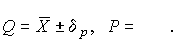 Q = X̅ ± δ_p,  P =      .